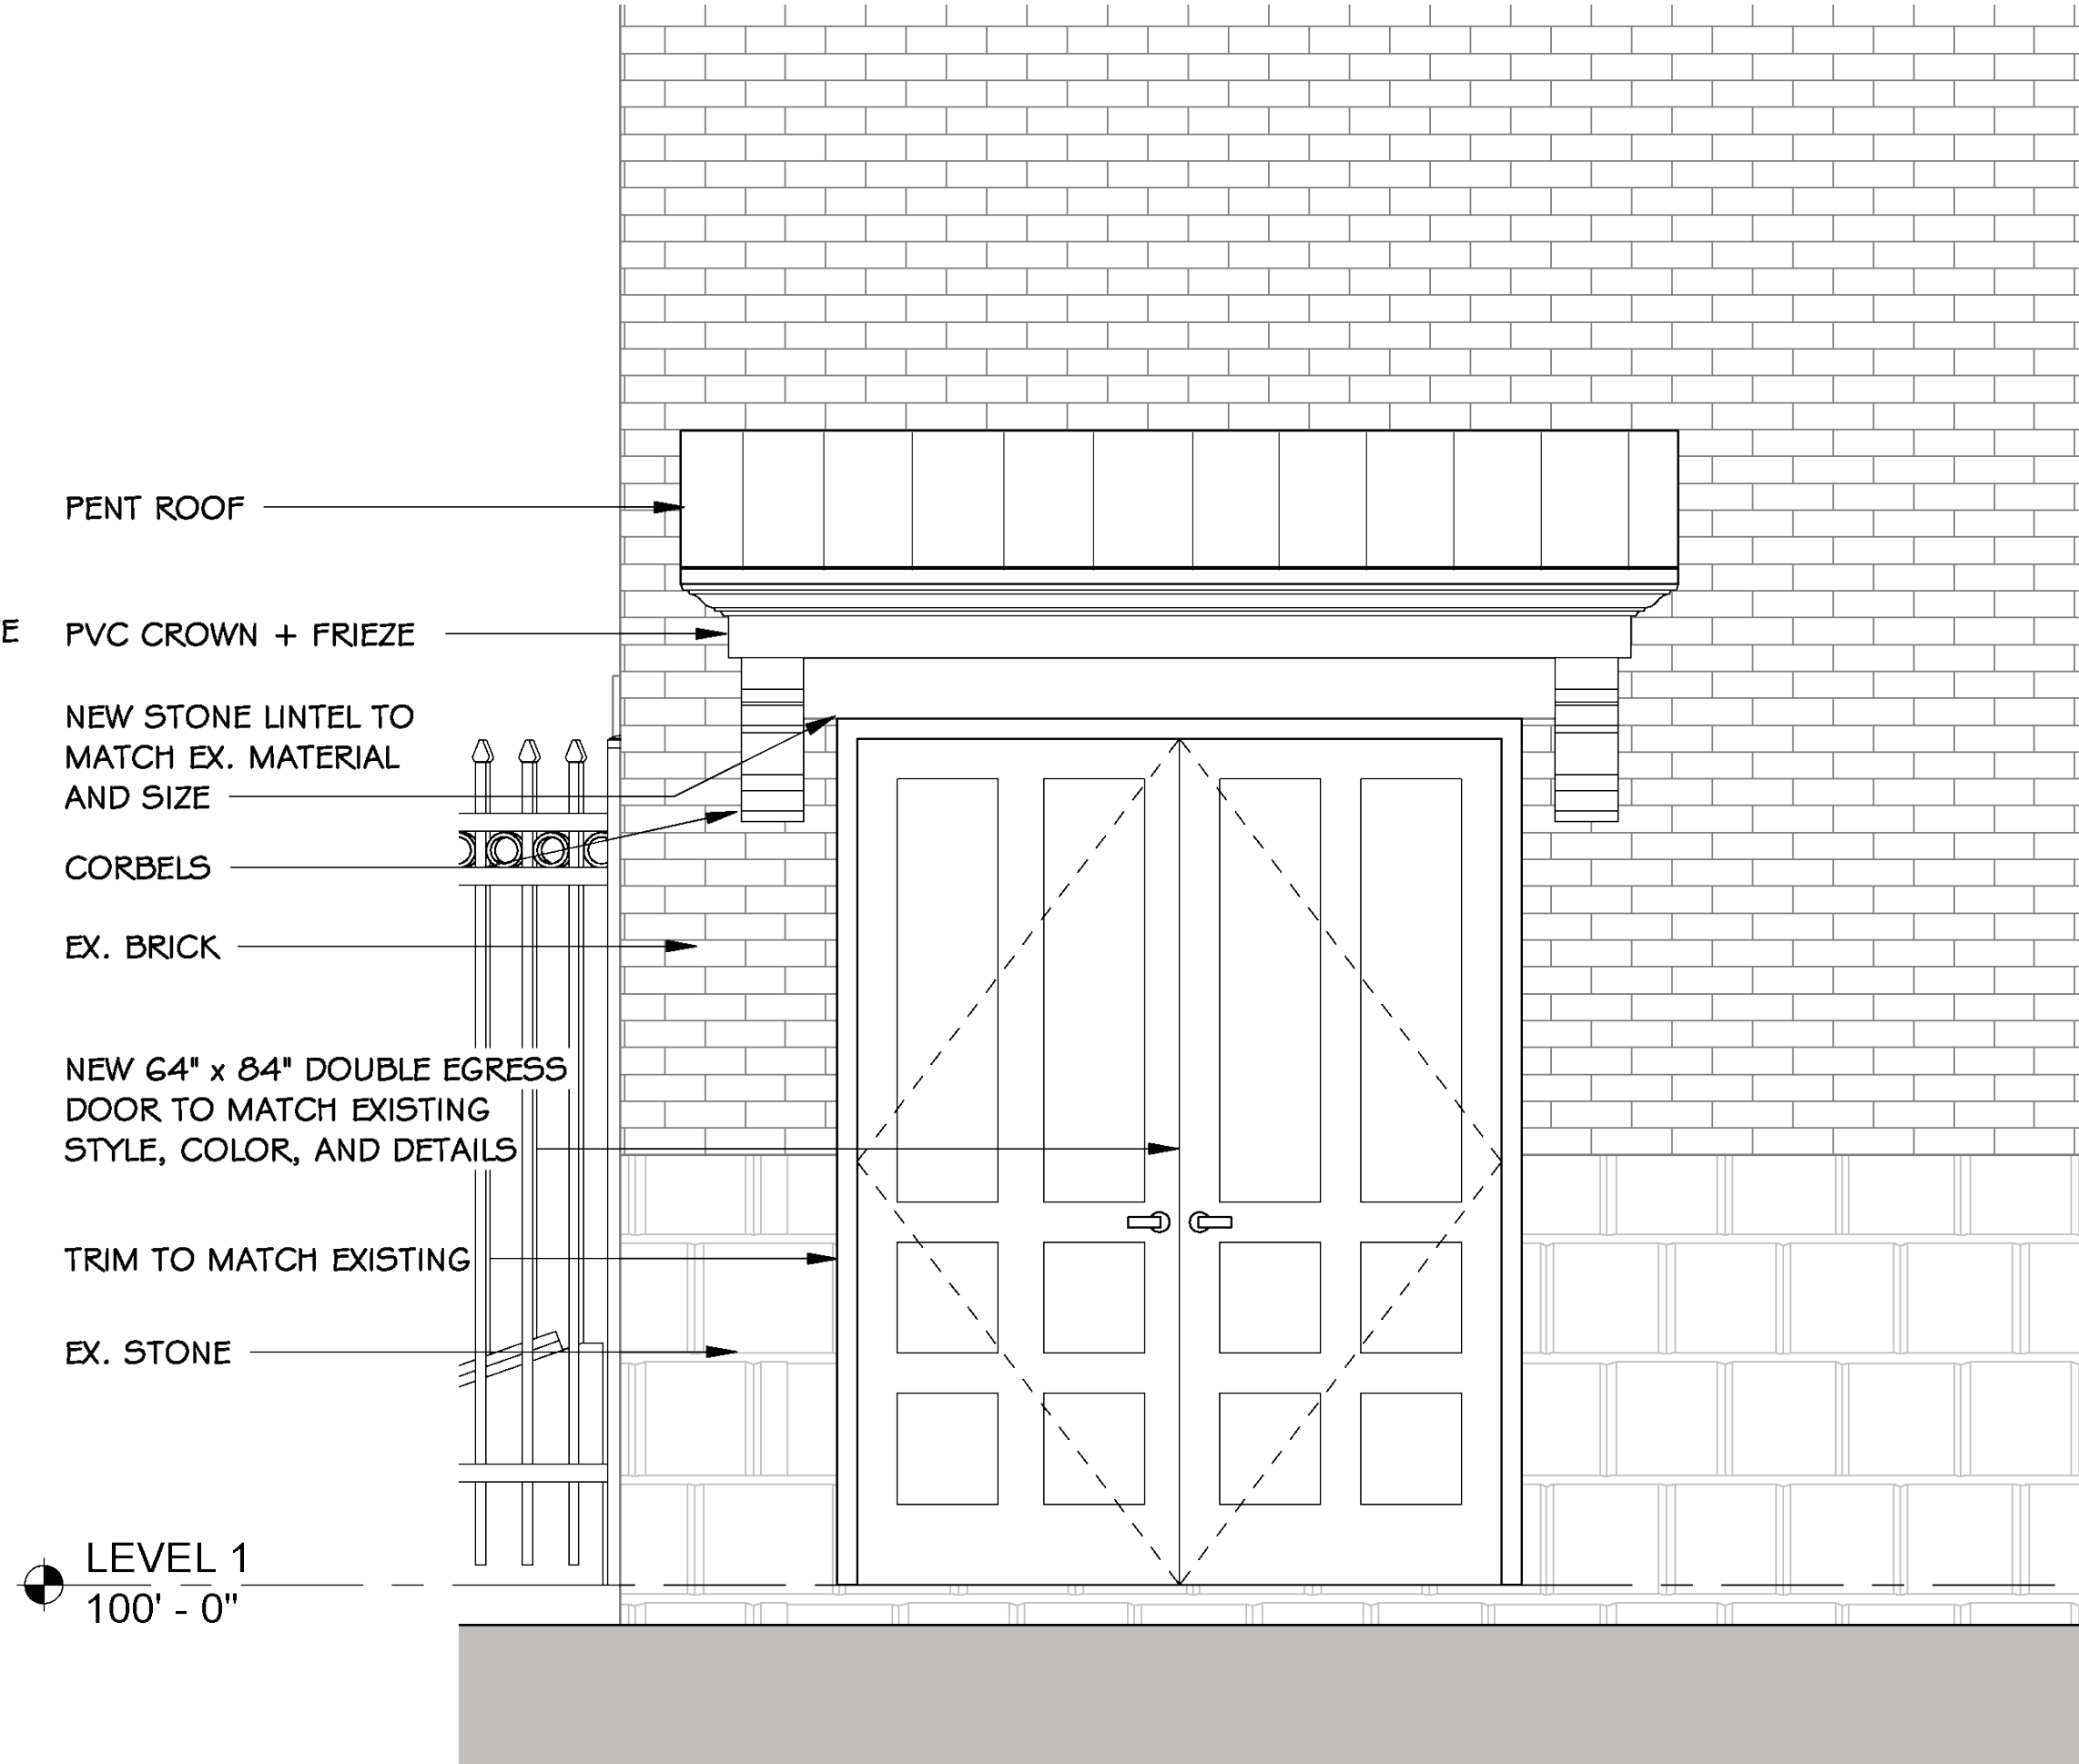 PENT ROOF
E
PVC CROWN + FRIEZE
NEW STONE LINTEL TO
MATCH EX. MATERIAL
AND SIZE
CORBELS
EX. BRICK
NEW 64" x 84" DOUBLE EGRESS
DOOR TO MATCH EXISTING
STYLE, COLOR, AND DETAILS
TRIM TO MATCH EXISTING
EX. STONE
LEVEL 1
100' - 0"